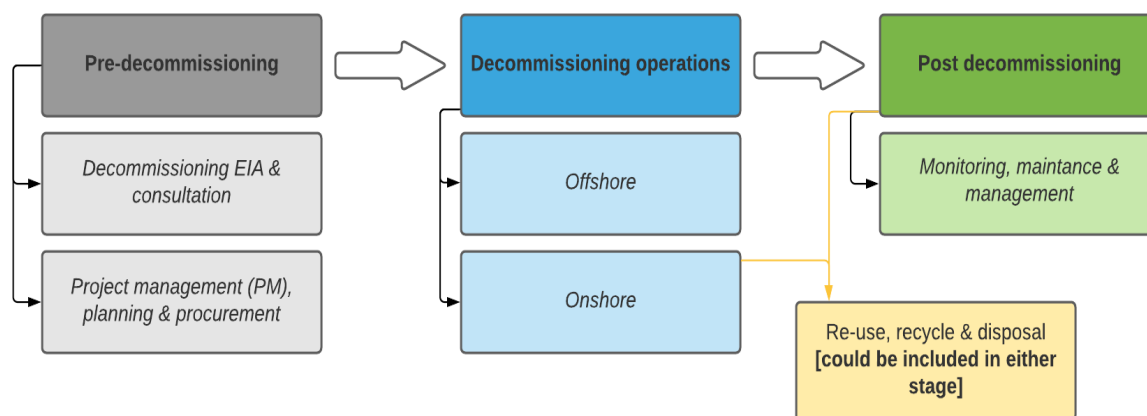 Pre-decommissioning
Decommissioning operations
Post decommissioning
Decommissioning EIA &
consultation
Offshore
Monitoring, maintance &
management
Project management (PM),
planning & procurement
Onshore
Re-use, recycle & disposal
[could be included in either
stage]